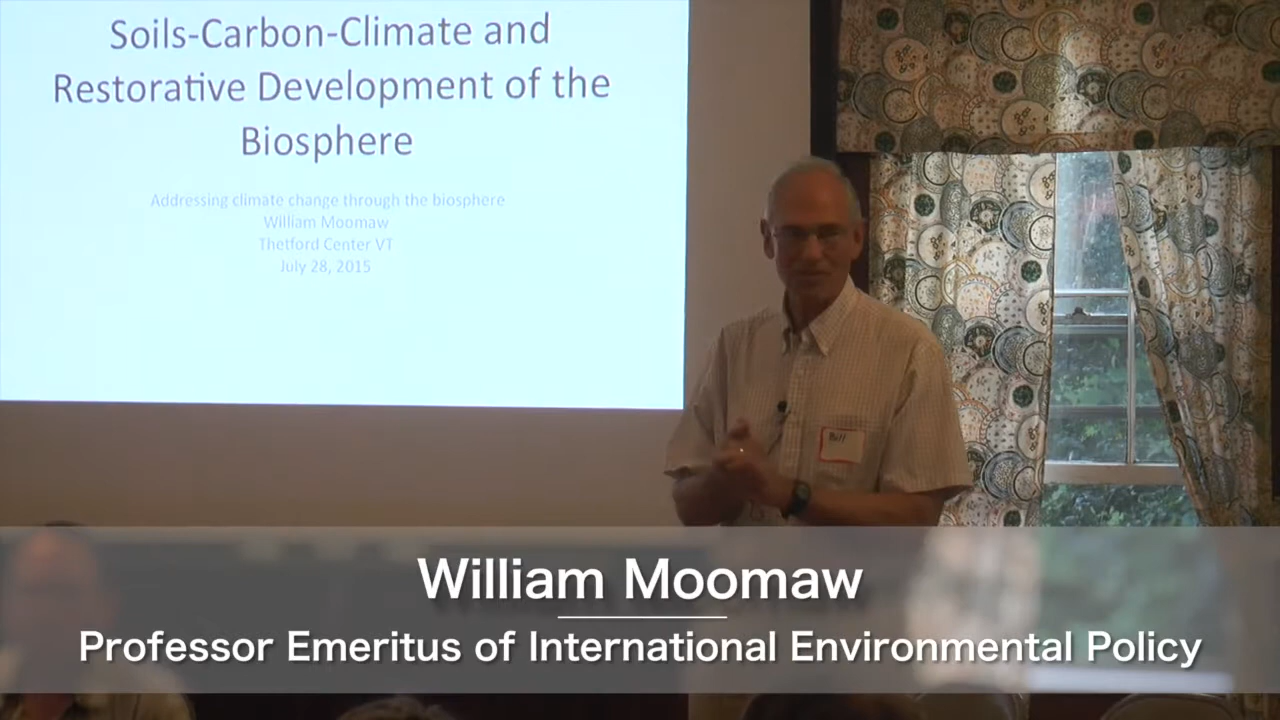 Soils-Carbon-Climate and
Restorative Development of the
Biosphere
Addressing climate change through the biosphere
William Moomaw
Thetford Center VT
July 28, 2015
Bill
William Moomaw
Professor Emeritus of International Environmental Policy